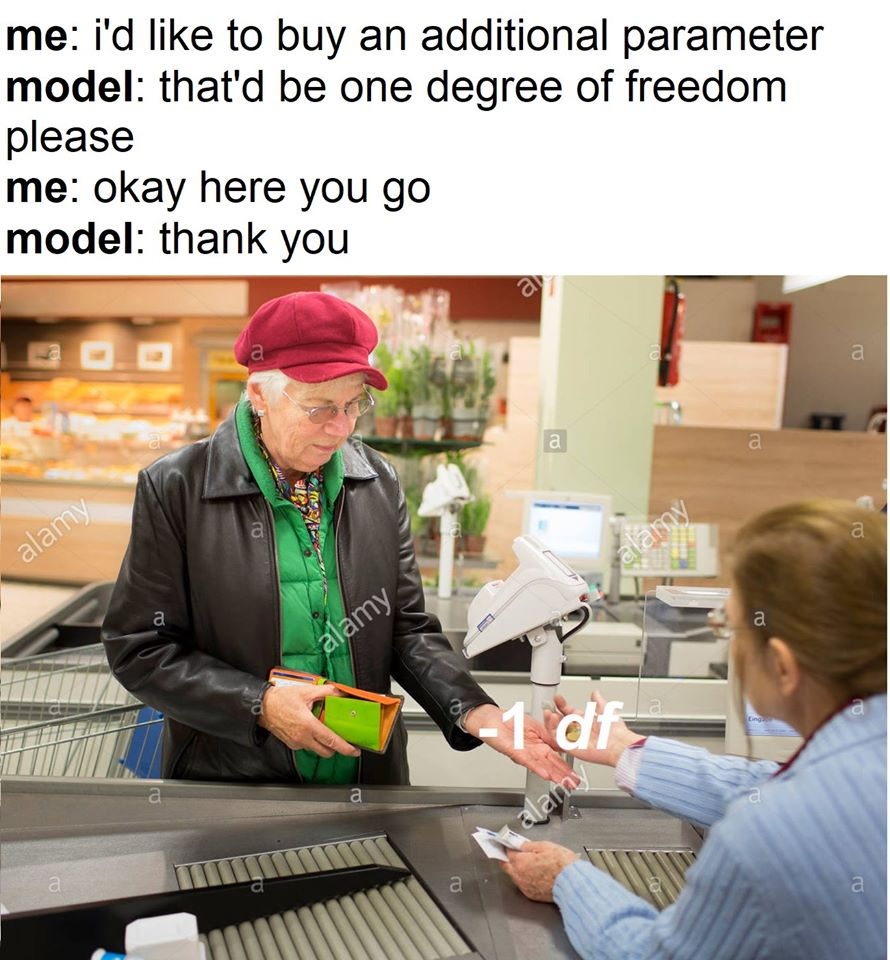 me: i'd like to buy an additional parameter
model: that'd be one degree of freedom
please
me: okay here you go
model: thank you
alamy
alamy
alamy
-1 df
alamy